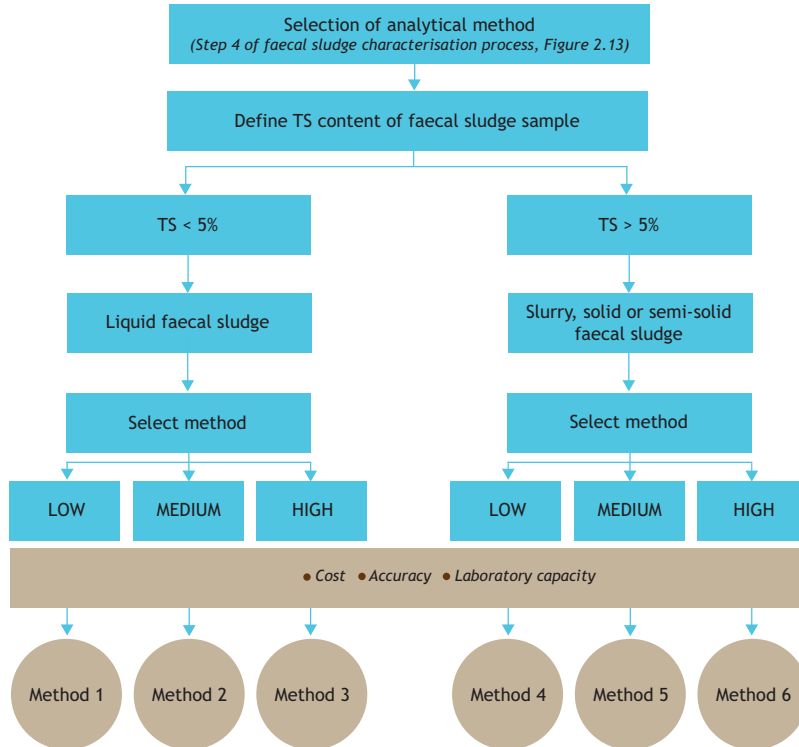 Selection of analytical method
(Step 4 of faecal sludge characterisation process, Figure 2.13)
Define TS content of faecal sludge sample
TS < 5%
TS > 5%
Liquid faecal sludge
Slurry, solid or semi-solid
faecal sludge
Select method
Select method
LOW
MEDIUM
HIGH
LOW
MEDIUM
HIGH
• Cost • Accuracy • Laboratory capacity
Method 1
Method 2
Method 3
Method 4
Method 5
Method 6